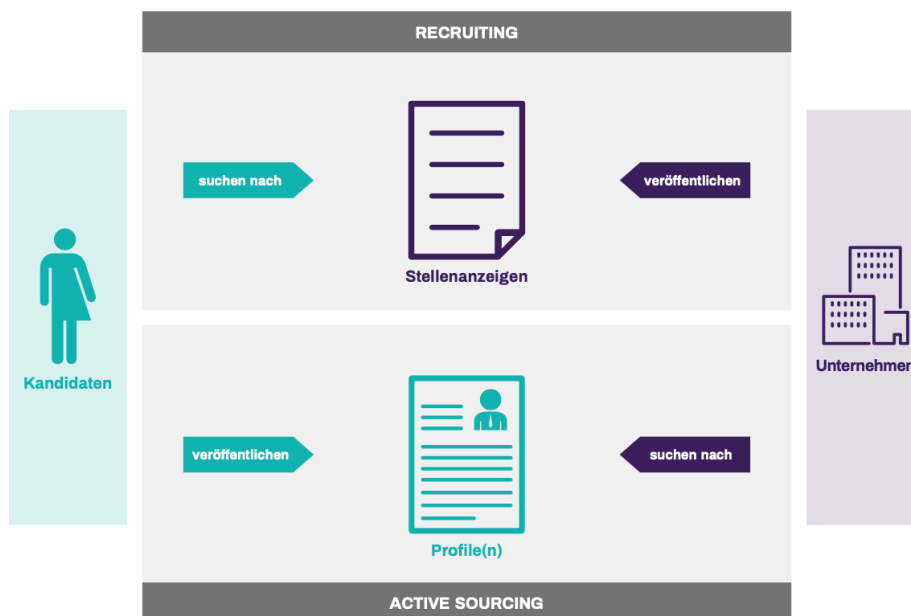 RECRUITING
suchen nach
veröffentlichen
Stellenanzeigen
Kandidaten
Unternehmen
veröffentlichen
suchen nach
Profile(n)
ACTIVE SOURCING